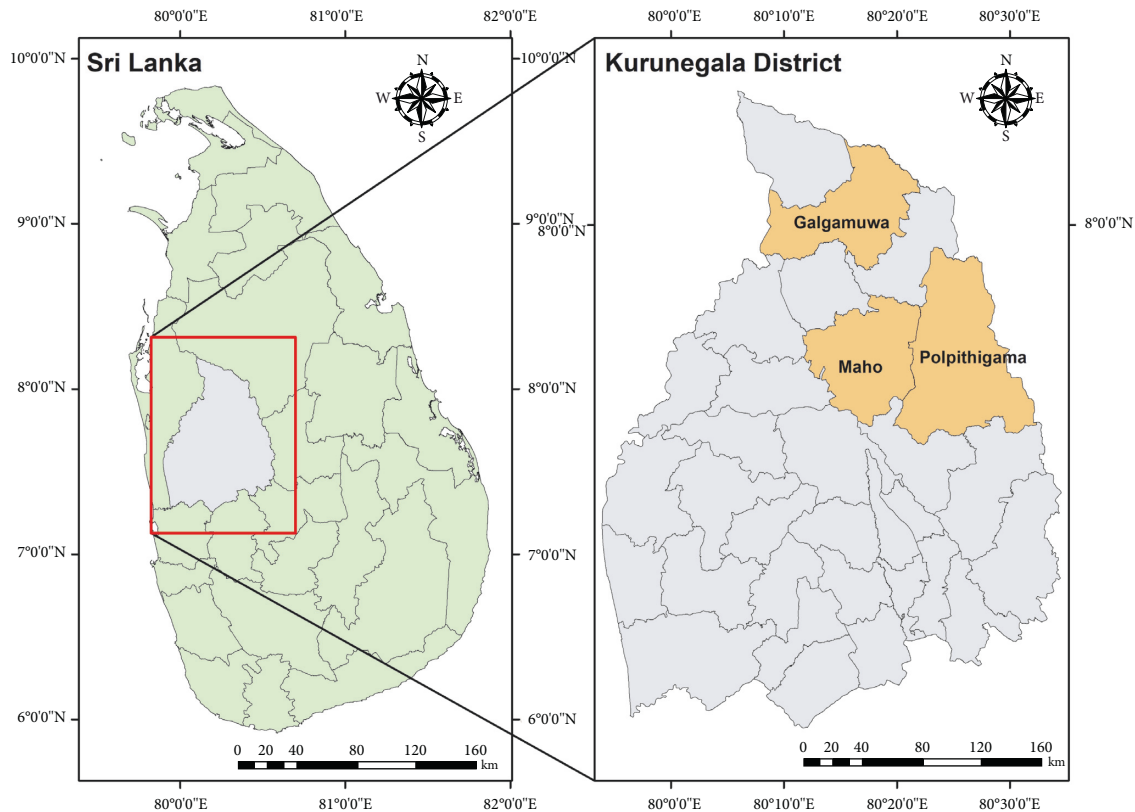 80°0'0"E 81°0'0"E 82°0'0"E
80°0'0"E 80°10'0"E 80°20'0"E 80°30'0"E
10°0'0"N
Sri Lanka
N
W E
S
10°0'0"N
Kurunegala District
N
W E
S
9°0'0"N
9°0'0"N
8°0'0"N
8°0'0"N
Galgamuwa
Maho
Polpithigama
8°0'0"N
8°0'0"N
7°0'0"N
7°0'0"N
6°0'0"N
6°0'0"N
0 20 40 80 120 160
km
0 20 40 80 120 160
km
80°0'0"E 81°0'0"E 82°0'0"E
80°0'0"E 80°10'0"E 80°20'0"E 80°30'0"E